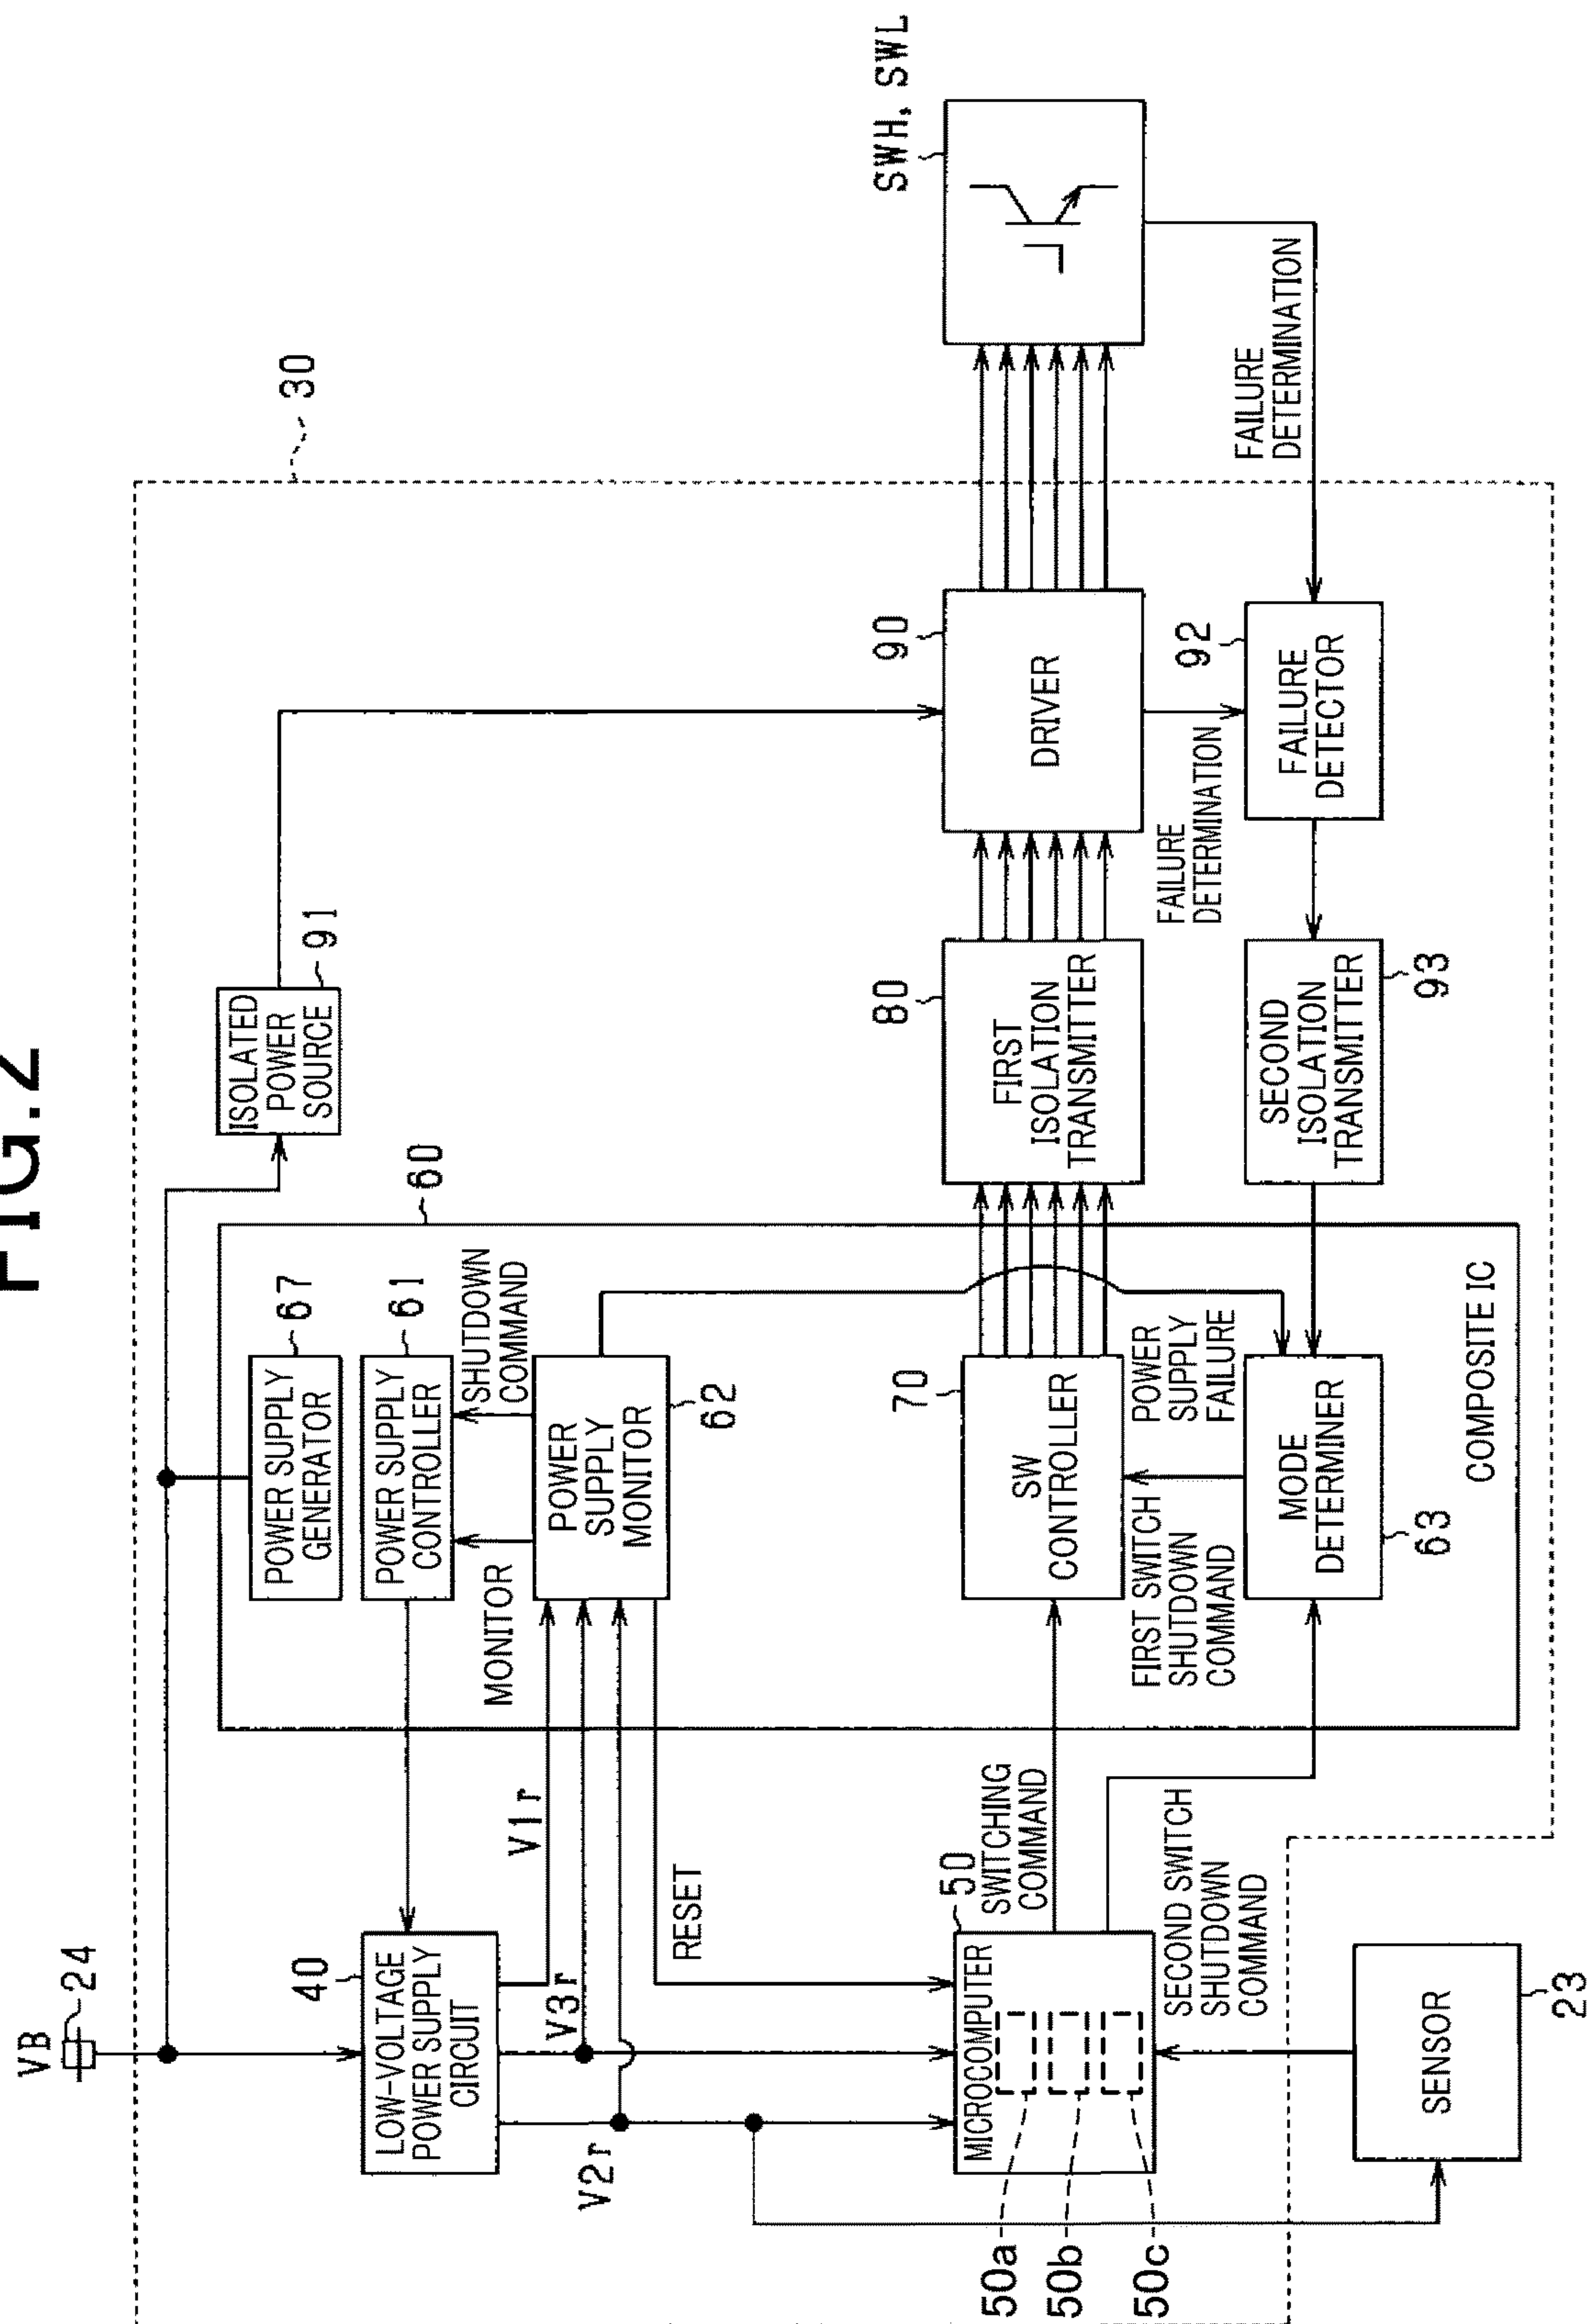 FIG.2
VB
24
30
40
LOW-VOLTAGE
POWER SUPPLY
CIRCUIT
V1r
V3r
V2r
RESET
60
67
POWER SUPPLY
GENERATOR
61
POWER SUPPLY
CONTROLLER
SHUTDOWN
COMMAND
MONITOR
POWER
SUPPLY
MONITOR
62
ISOLATED
POWER
SOURCE
91
50
MICROCOMPUTER
50a
50b
50c
SWITCHING
COMMAND
SECOND SWITCH
SHUTDOWN
COMMAND
SENSOR
23
70
SW
CONTROLLER
FIRST SWITCH
SHUTDOWN
COMMAND
POWER
SUPPLY
FAILURE
MODE
DETERMINER
63
COMPOSITE IC
80
FIRST
ISOLATION
TRANSMITTER
SECOND
ISOLATION
TRANSMITTER
93
90
DRIVER
FAILURE
DETERMINATION
92
FAILURE
DETECTOR
SWH, SWL
FAILURE
DETERMINATION